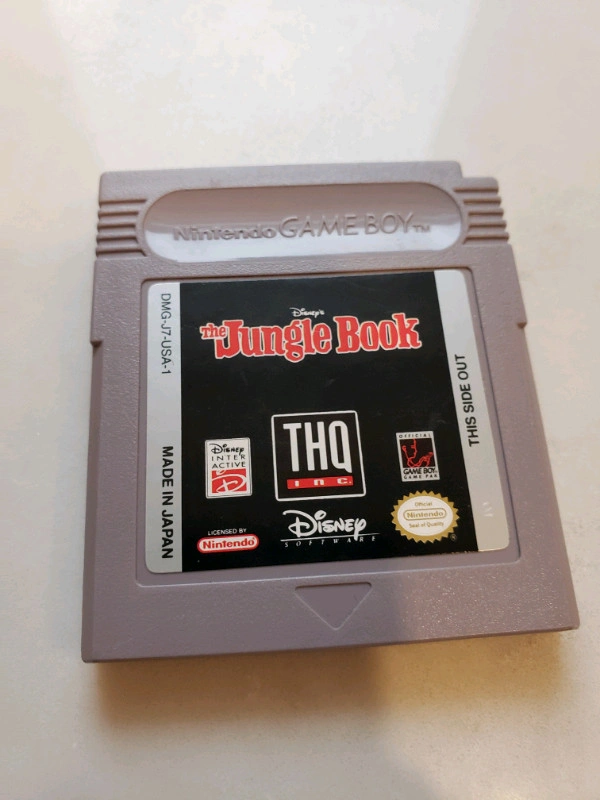 Nintendo GAME BOY™
DMG-J7-USA-1
MADE IN JAPAN
Disney's
The Jungle Book
THIS SIDE OUT
Disney
INTER
ACTIVE
THQ
INC.
OFFICIAL
GAME BOY
GAME PAK
LICENSED BY
Nintendo
Disney
SOFTWARE
Official
Nintendo
Seal of Quality